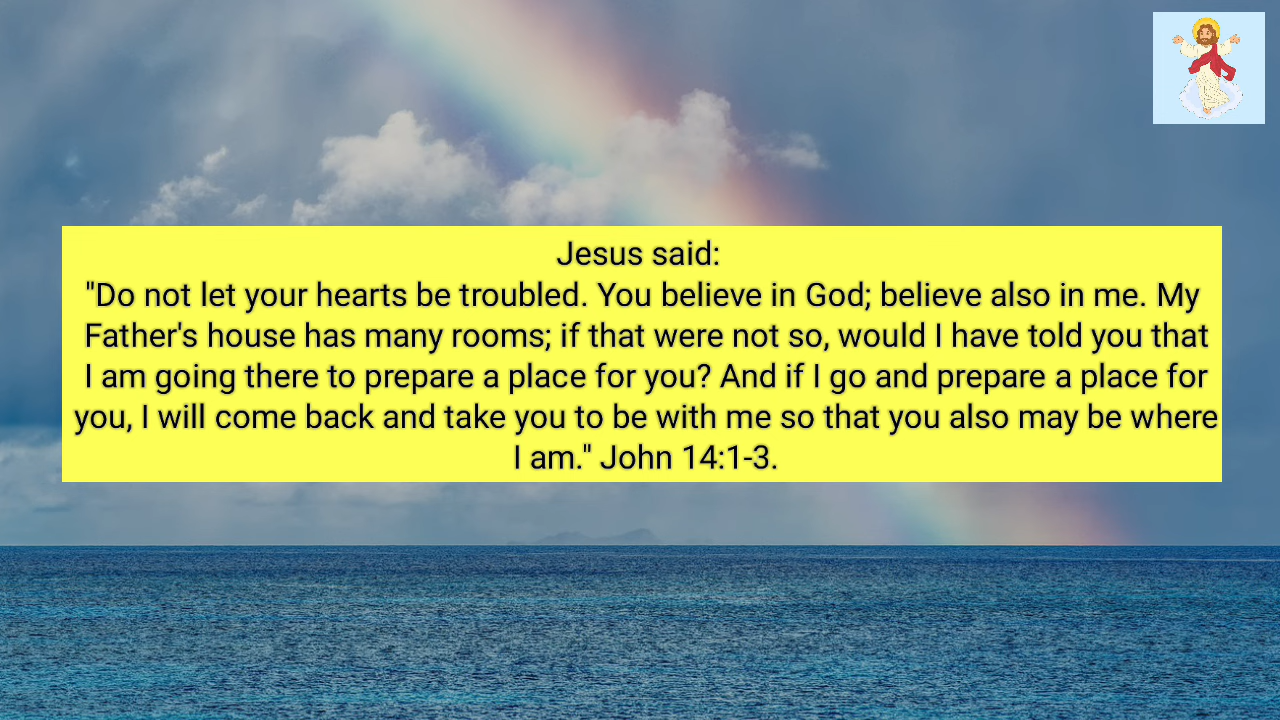 Jesus said:
"Do not let your hearts be troubled. You believe in God; believe also in me. My
Father's house has many rooms; if that were not so, would I have told you that
I am going there to prepare a place for you? And if I go and prepare a place for
you, I will come back and take you to be with me so that you also may be where
I am." John 14:1-3.